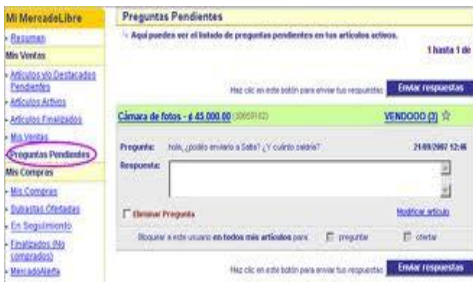 Mi MercadoLibre
Resumen
Mis Ventas
Artículos y/o Destacados
Pendientes
Artículos Activos
Artículos Finalizados
Mis Ventas
Preguntas Pendientes
Mis Compras
Mis Compras
Subastas Ofertadas
En Seguimiento
Finalizados (No
comprados)
MercadoAlerta
Preguntas Pendientes
Aquí puedes ver el listado de preguntas pendientes en tus artículos activos.
1 hasta 1 de
Haz clic en este botón para enviar tus respuestas
Enviar respuestas
Cámara de fotos - ¢ 45.000.00
VENDOOO (3)
Pregunta: hola, ¿podés enviarlo a Salta? ¿Y cuánto saldría?
21/09/2007 12:46
Respuesta:
Eliminar Pregunta
Modificar artículo
Bloquear a este usuario en todos mis artículos para: preguntar ofertar
Haz clic en este botón para enviar tus respuestas
Enviar respuestas